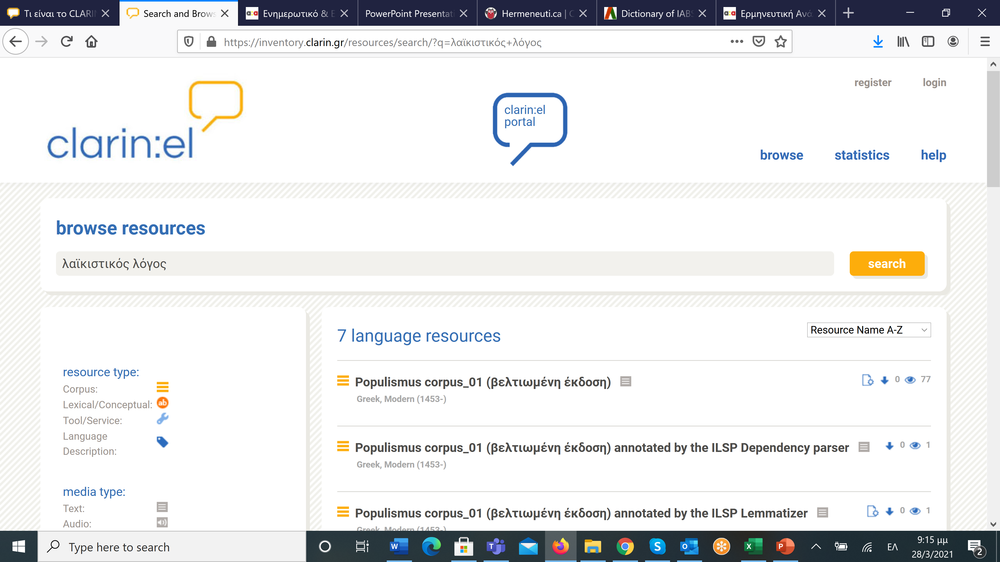 Τι είναι το CLARIN
Search and Brows
Ενημερωτικό & Ε
PowerPoint Presentati
Hermeneuti.ca | C
Dictionary of IABS
Ερμηνευτική Ανά
https://inventory.clarin.gr/resources/search/?q=λαϊκιστικός+λόγος
register login
clarin:el
clarin:el
portal
browse statistics help
browse resources
λαϊκιστικός λόγος
search
7 language resources
Resource Name A-Z
resource type:
Corpus:
Lexical/Conceptual:
ab
Tool/Service:
Language
Description:
media type:
Text:
Audio:
Populismus corpus_01 (βελτιωμένη έκδοση)
0 77
Greek, Modern (1453-)
Populismus corpus_01 (βελτιωμένη έκδοση) annotated by the ILSP Dependency parser
0 1
Greek, Modern (1453-)
Populismus corpus_01 (βελτιωμένη έκδοση) annotated by the ILSP Lemmatizer
0 1
Greek, Modern (1453-)
Type here to search
ΕΛ
9:15 μμ
28/3/2021
2